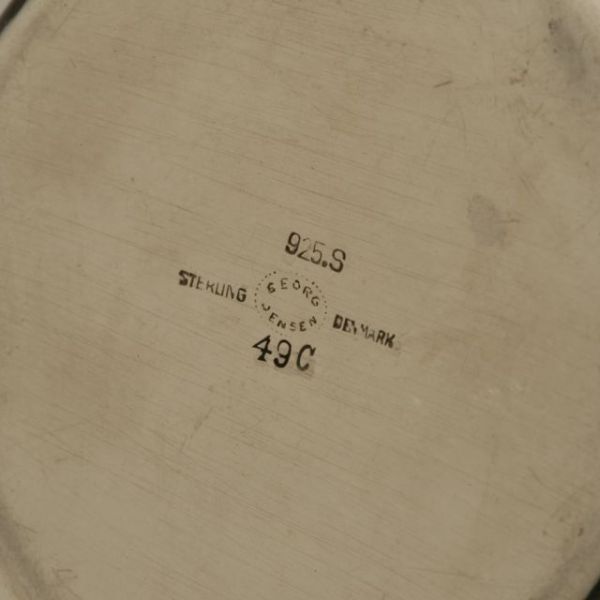 925.S
STERLING GEORG JENSEN DENMARK
49C